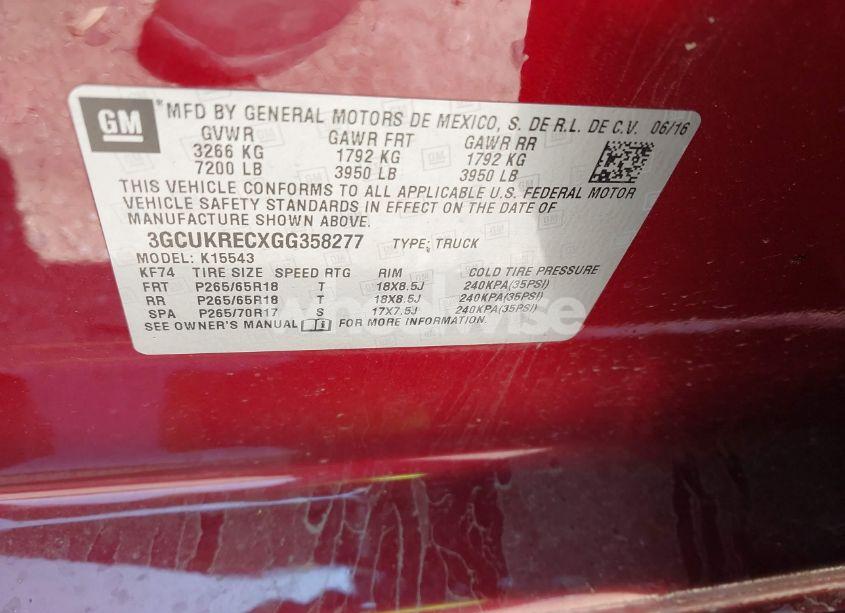 GM *MFD BY GENERAL MOTORS DE MEXICO, S. DE R.L. DE C.V. 06/16
GVWR GAWR FRT GAWR RR
3266 KG 1792 KG 1792 KG
7200 LB 3950 LB 3950 LB
THIS VEHICLE CONFORMS TO ALL APPLICABLE U.S. FEDERAL MOTOR
VEHICLE SAFETY STANDARDS IN EFFECT ON THE DATE OF
MANUFACTURE SHOWN ABOVE.
3GCUKRECXGG358277 TYPE: TRUCK
MODEL: K15543
KF74 TIRE SIZE SPEED RTG RIM COLD TIRE PRESSURE
FRT P265/65R18 T 18X8.5J 240KPA(35PSI)
RR P265/65R18 T 18X8.5J 240KPA(35PSI)
SPA P265/70R17 S 17X7.5J 240KPA(35PSI)
SEE OWNER'S MANUAL FOR MORE INFORMATION.